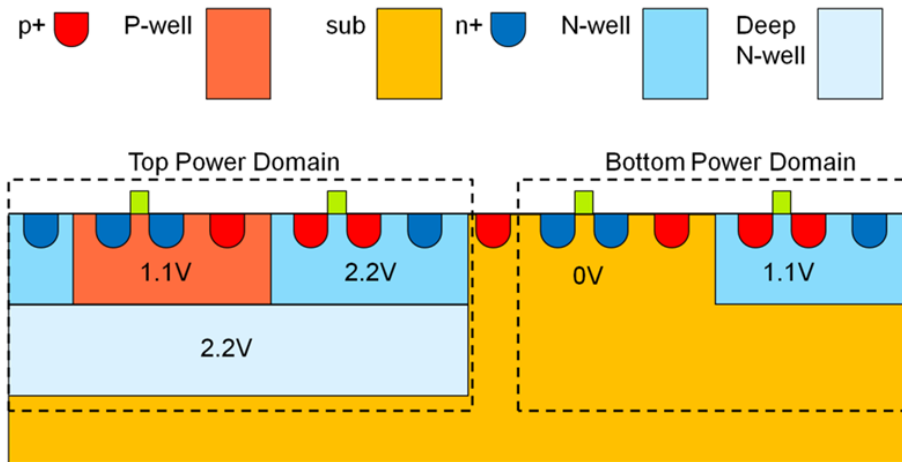 p+
P-well
sub
n+
N-well
Deep
N-well
Top Power Domain
Bottom Power Domain
1.1V
2.2V
0V
1.1V
2.2V